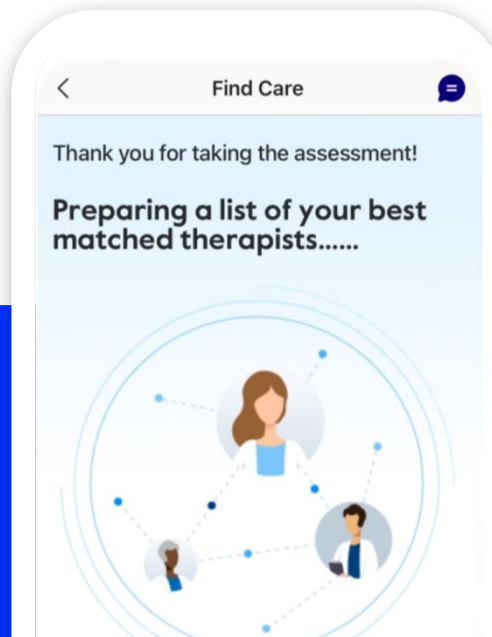 Find Care
Thank you for taking the assessment!
Preparing a list of your best
matched therapists......